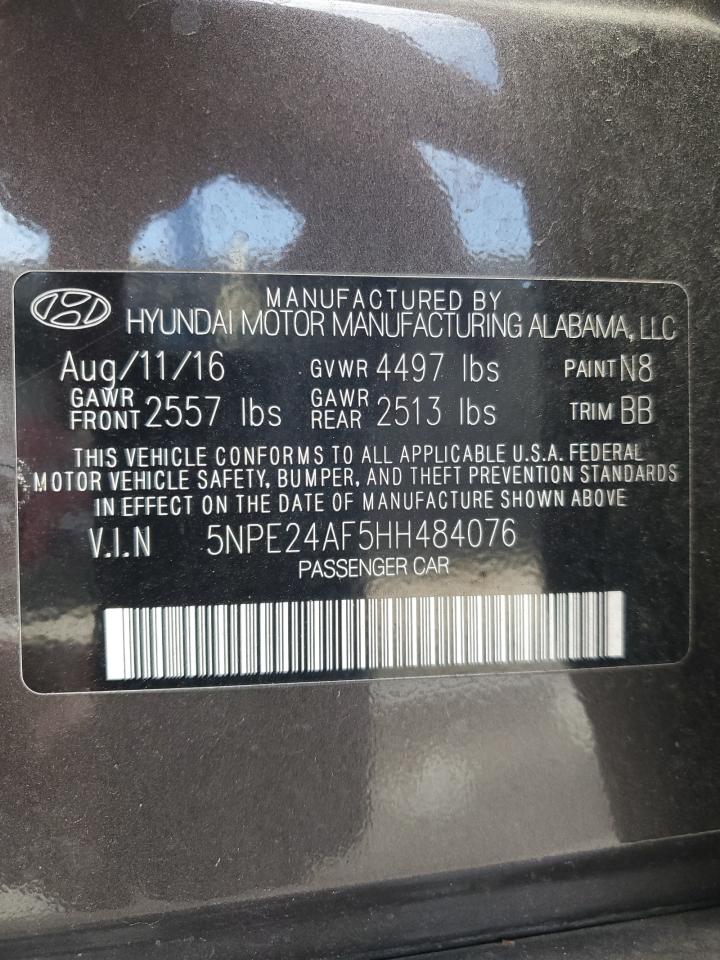 MANUFACTURED BY
HYUNDAI MOTOR MANUFACTURING ALABAMA, LLC
Aug/11/16 GVWR 4497 lbs PAINT N8
GAWR FRONT 2557 lbs GAWR REAR 2513 lbs TRIM BB
THIS VEHICLE CONFORMS TO ALL APPLICABLE U.S.A. FEDERAL
MOTOR VEHICLE SAFETY, BUMPER, AND THEFT PREVENTION STANDARDS
IN EFFECT ON THE DATE OF MANUFACTURE SHOWN ABOVE
V.I.N 5NPE24AF5HH484076
PASSENGER CAR